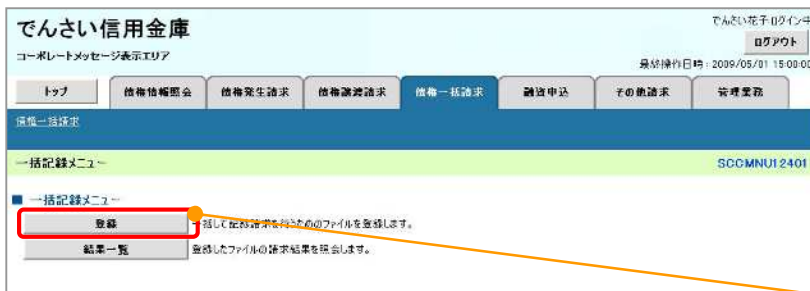 でんさい信用金庫
でんさい花子 ログイン中
ログアウト
コーポレートメッセージ表示エリア
最終操作日時:2009/05/01 15:00:00
トップ 債権情報照会 債権発生請求 債権譲渡請求 債権一括請求 融資申込 その他請求 管理業務
債権一括請求
一括記録メニュー SCCMNU12401
■ 一括記録メニュー
登録 一括して記録請求を行うためのファイルを登録します。
結果一覧 登録したファイルの請求結果を照会します。